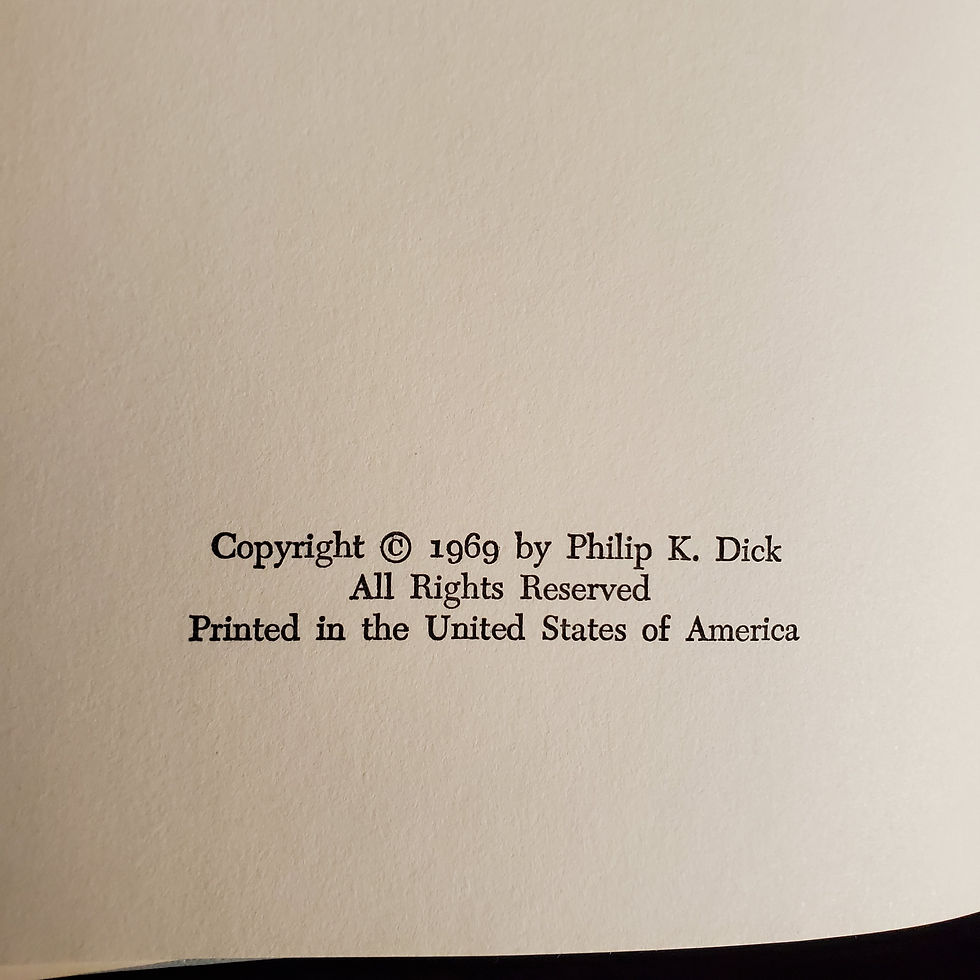 Copyright © 1969 by Philip K. Dick
All Rights Reserved
Printed in the United States of America